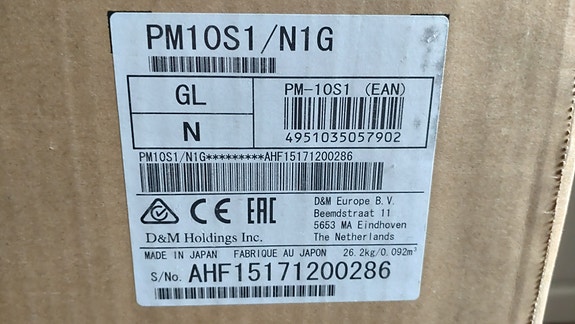 PM10S1/N1G
GL
N
PM-10S1 (EAN)
4951035057902
PM10S1/N1G*********AHF15171200286
CE EAC
D&M Holdings Inc.
D&M Europe B.V.
Beemdstraat 11
5653 MA Eindhoven
The Netherlands
MADE IN JAPAN FABRIQUE AU JAPON 26.2kg/0.092m³
S/No. AHF15171200286